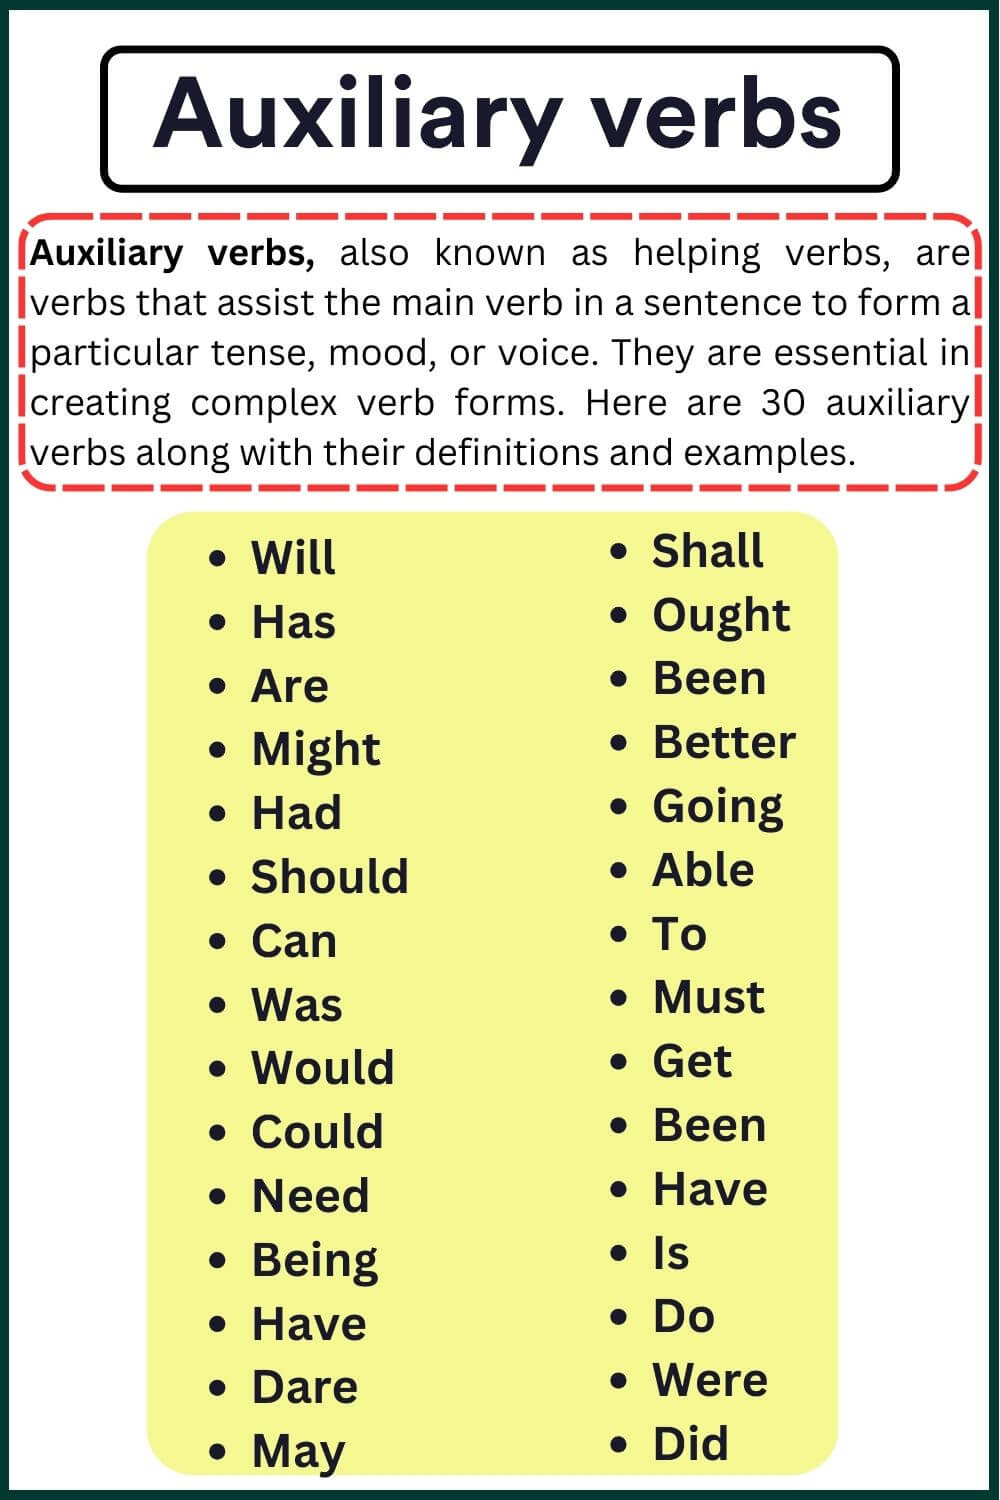 Auxiliary verbs
Auxiliary verbs, also known as helping verbs, are
verbs that assist the main verb in a sentence to form a
particular tense, mood, or voice. They are essential in
creating complex verb forms. Here are 30 auxiliary
verbs along with their definitions and examples.
• Will
• Has
• Are
• Might
• Had
• Should
• Can
• Was
• Would
• Could
• Need
• Being
• Have
• Dare
• May
• Shall
• Ought
• Been
• Better
• Going
• Able
• To
• Must
• Get
• Been
• Have
• Is
• Do
• Were
• Did